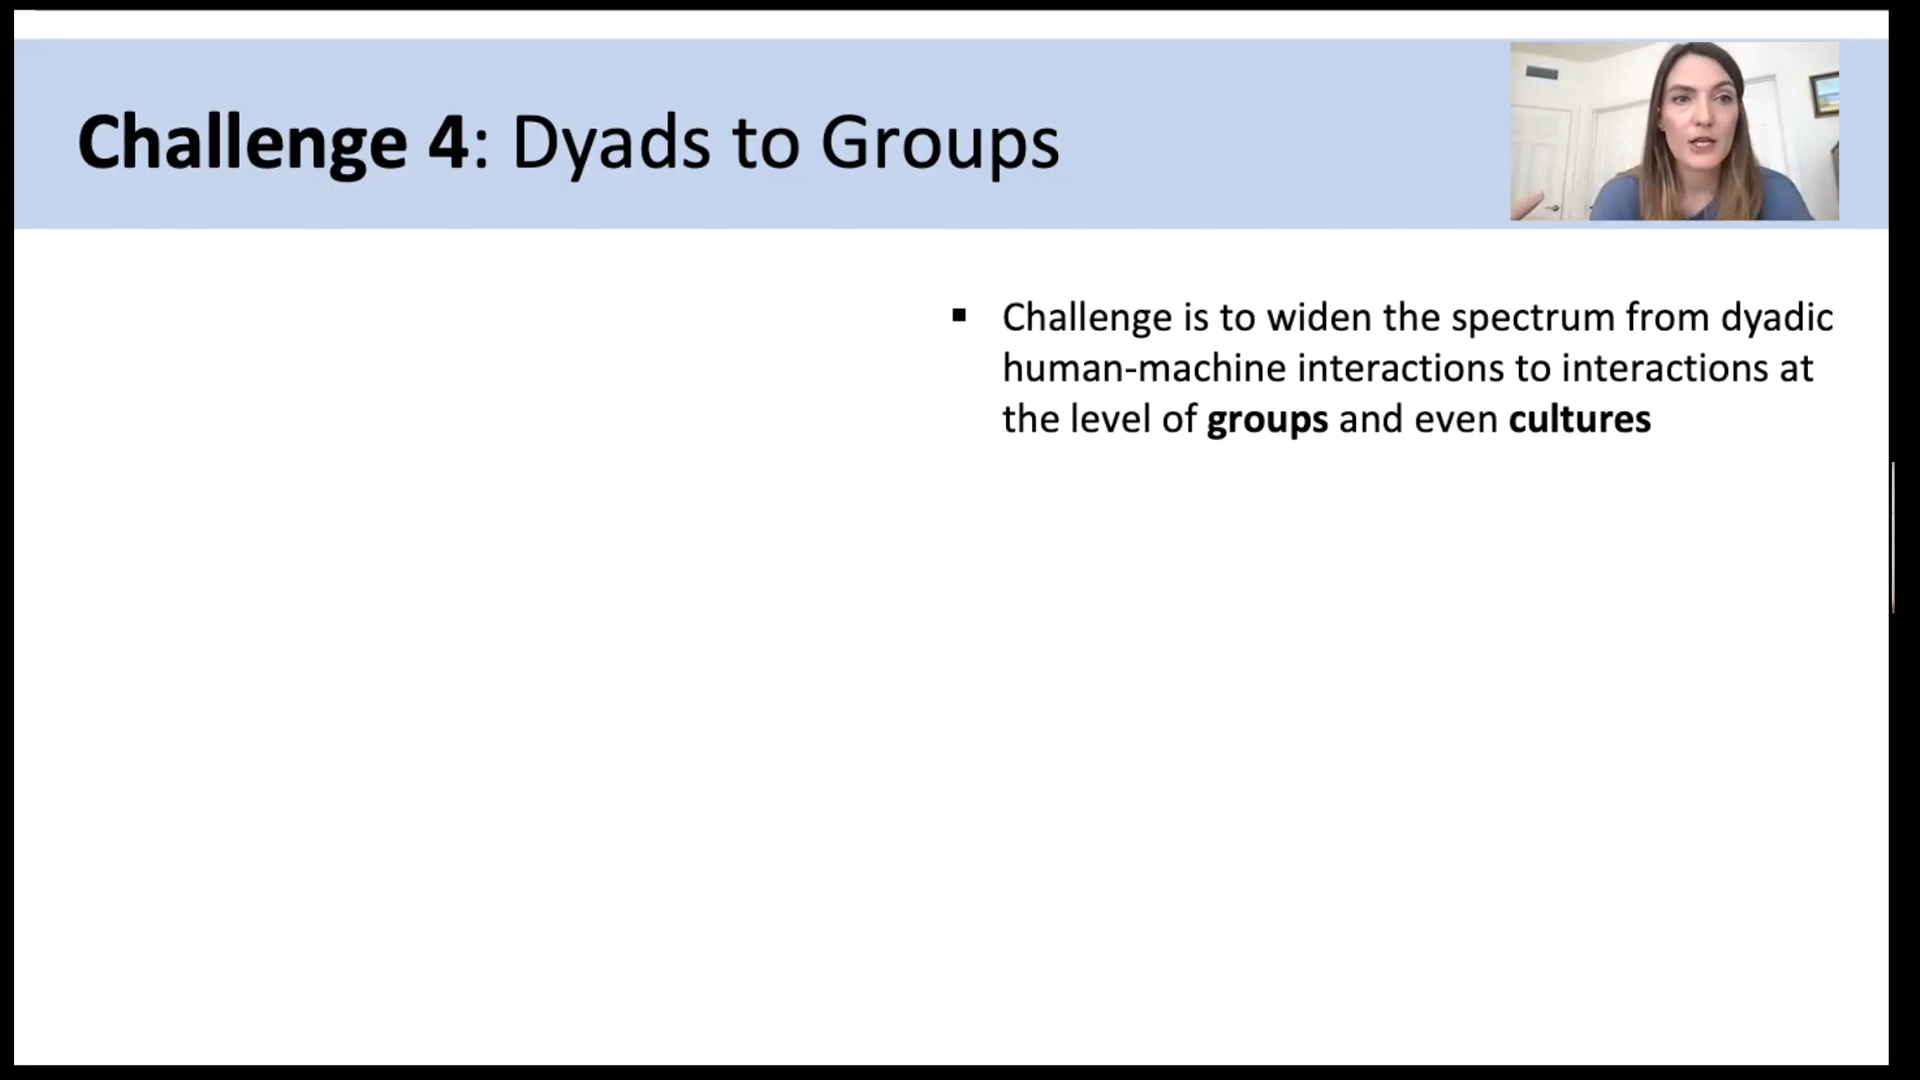 Challenge 4: Dyads to Groups
▪ Challenge is to widen the spectrum from dyadic
human-machine interactions to interactions at
the level of groups and even cultures